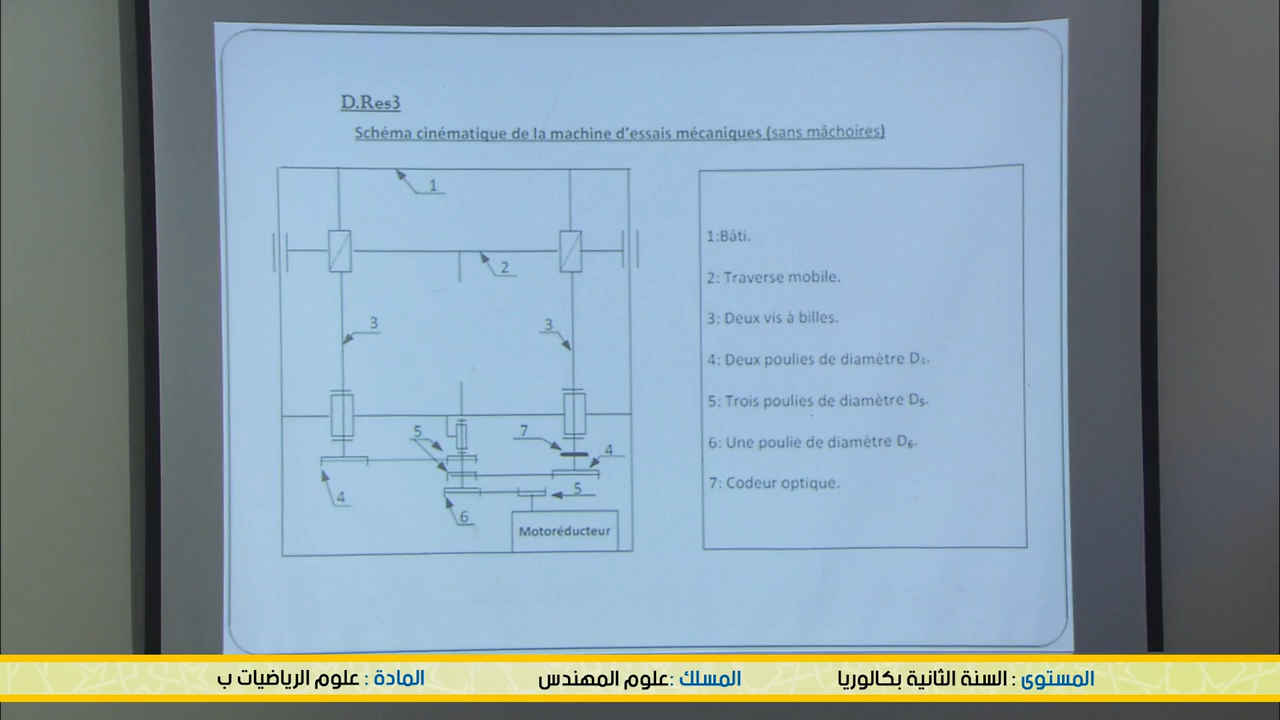 D.Res3
Schéma cinématique de la machine d'essais mécaniques (sans mâchoires)
1
2
3
3
5
7
4
4
5
6
Motoréducteur
1:Bâti.
2: Traverse mobile.
3: Deux vis à billes.
4: Deux poulies de diamètre D₄.
5: Trois poulies de diamètre D₅.
6: Une poulie de diamètre D₆.
7: Codeur optique.
المستوى : السنة الثانية بكالوريا
المسلك :علوم المهندس
المادة : علوم الرياضيات ب